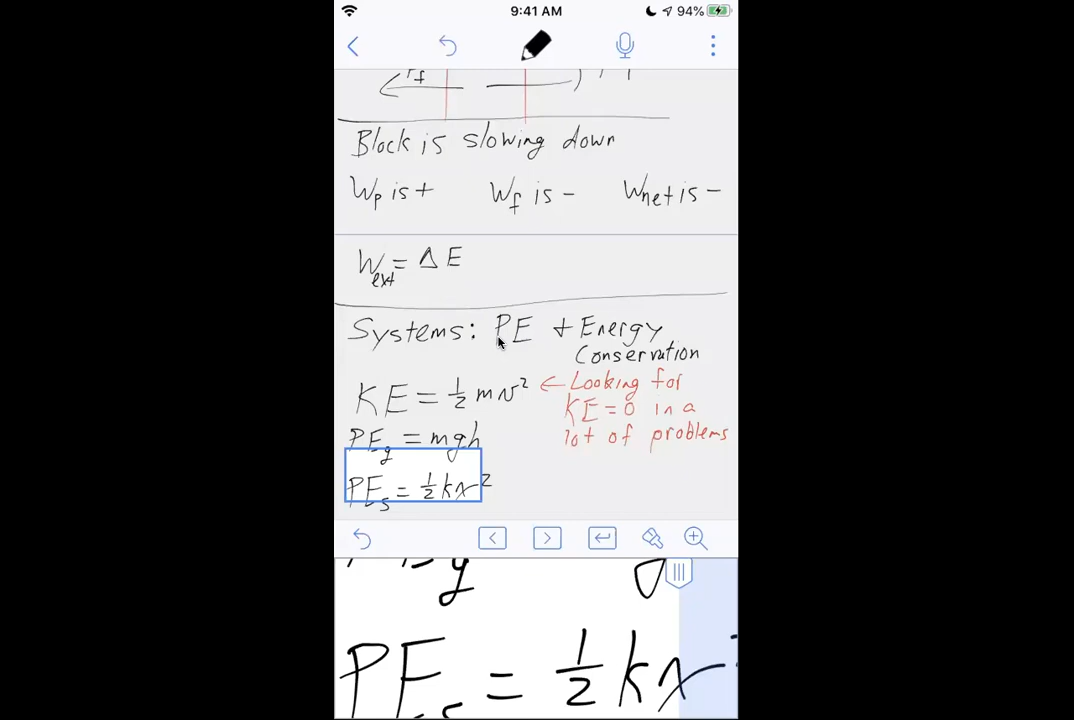 9:41 AM 94%
Block is slowing down
Wp is + Wf is - Wnet is -
Wext = Δ E
Systems: PE + Energy
Conservation
KE = 1/2 mv² ← Looking for
KE = 0 in a
lot of problems
PEg = mgh
PEs = 1/2 kx²
PEs = 1/2 kx